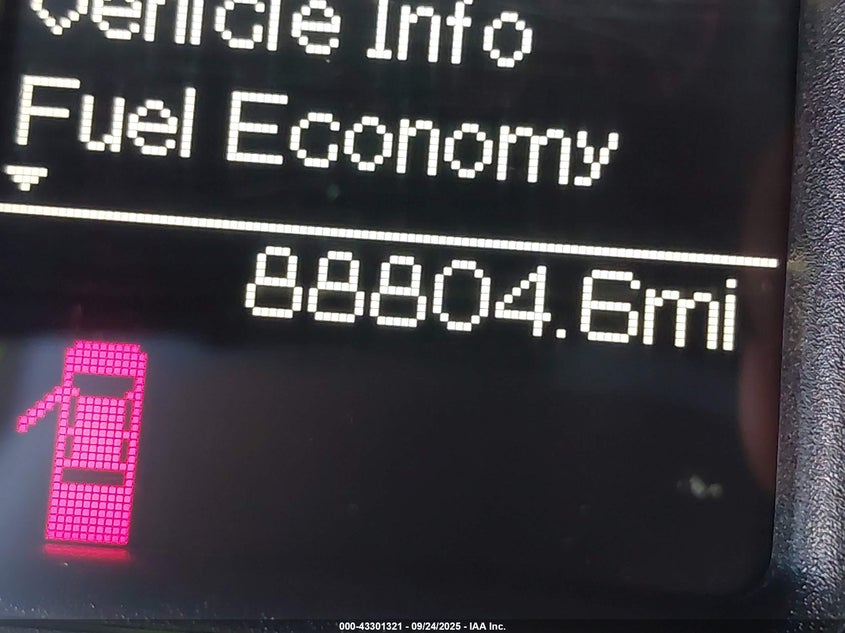 Vehicle Info
Fuel Economy
88804.6mi
000-43301321 - 09/24/2025 - IAA Inc.